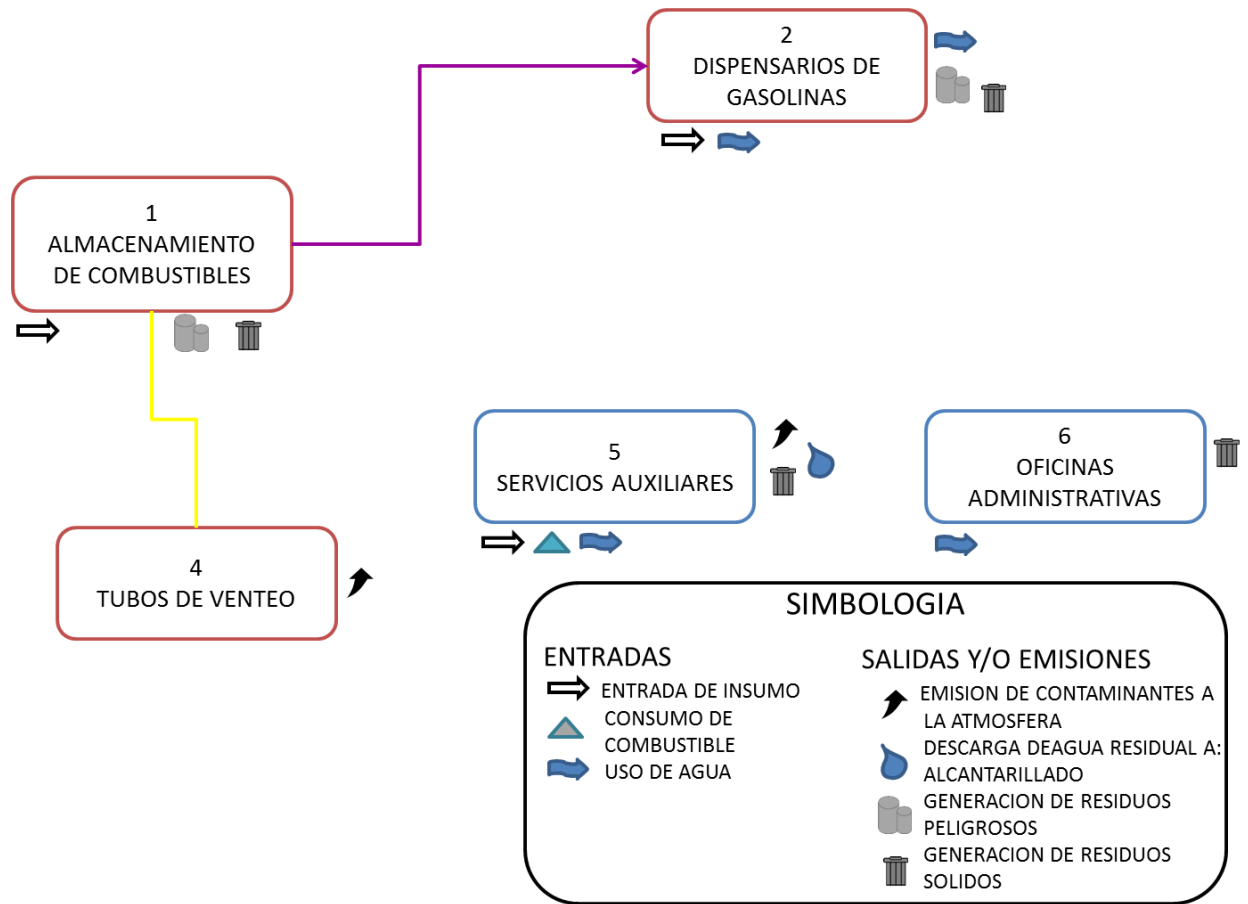 2
DISPENSARIOS DE
GASOLINAS
1
ALMACENAMIENTO
DE COMBUSTIBLES
5
SERVICIOS AUXILIARES
6
OFICINAS
ADMINISTRATIVAS
4
TUBOS DE VENTEO
SIMBOLOGIA
ENTRADAS
ENTRADA DE INSUMO
CONSUMO DE
COMBUSTIBLE
USO DE AGUA
SALIDAS Y/O EMISIONES
EMISION DE CONTAMINANTES A
LA ATMOSFERA
DESCARGA DEAGUA RESIDUAL A:
ALCANTARILLADO
GENERACION DE RESIDUOS
PELIGROSOS
GENERACION DE RESIDUOS
SOLIDOS